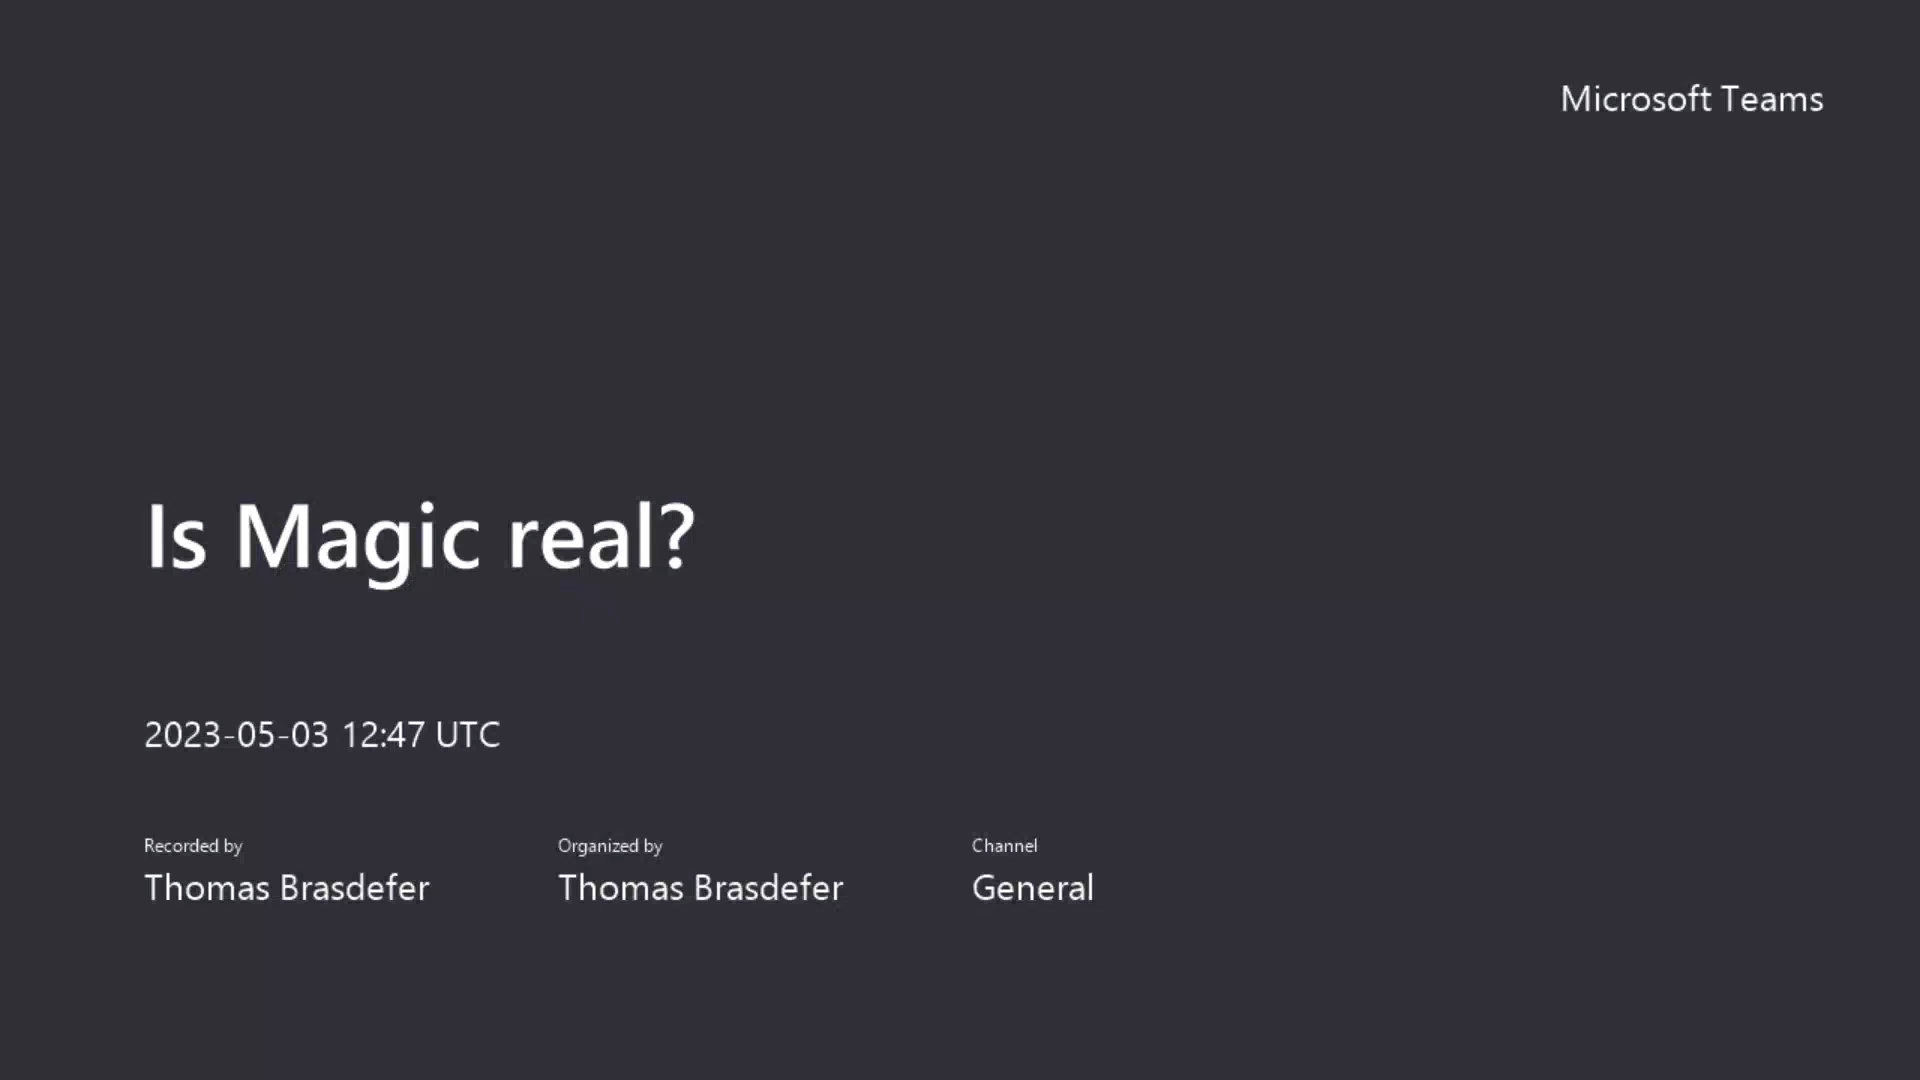 Microsoft Teams
Is Magic real?
2023-05-03 12:47 UTC
Recorded by
Thomas Brasdefer
Organized by
Thomas Brasdefer
Channel
General